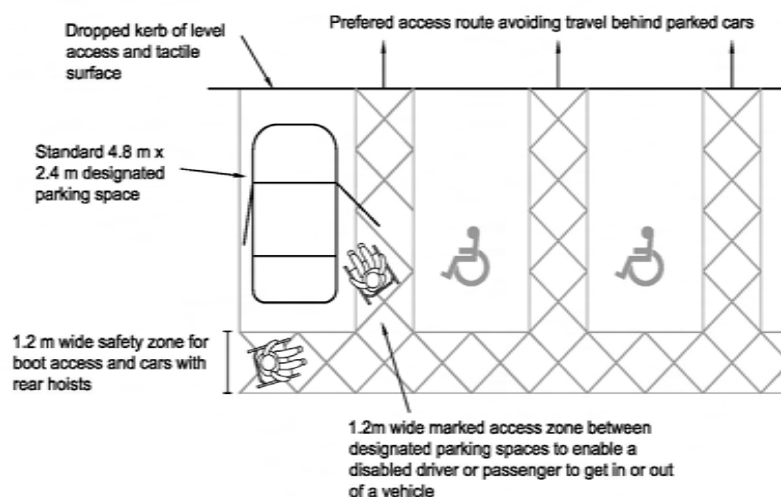 Prefered access route avoiding travel behind parked cars
Dropped kerb of level
access and tactile
surface
Standard 4.8 m x
2.4 m designated
parking space
1.2 m wide safety zone for
boot access and cars with
rear hoists
1.2m wide marked access zone between
designated parking spaces to enable a
disabled driver or passenger to get in or out
of a vehicle